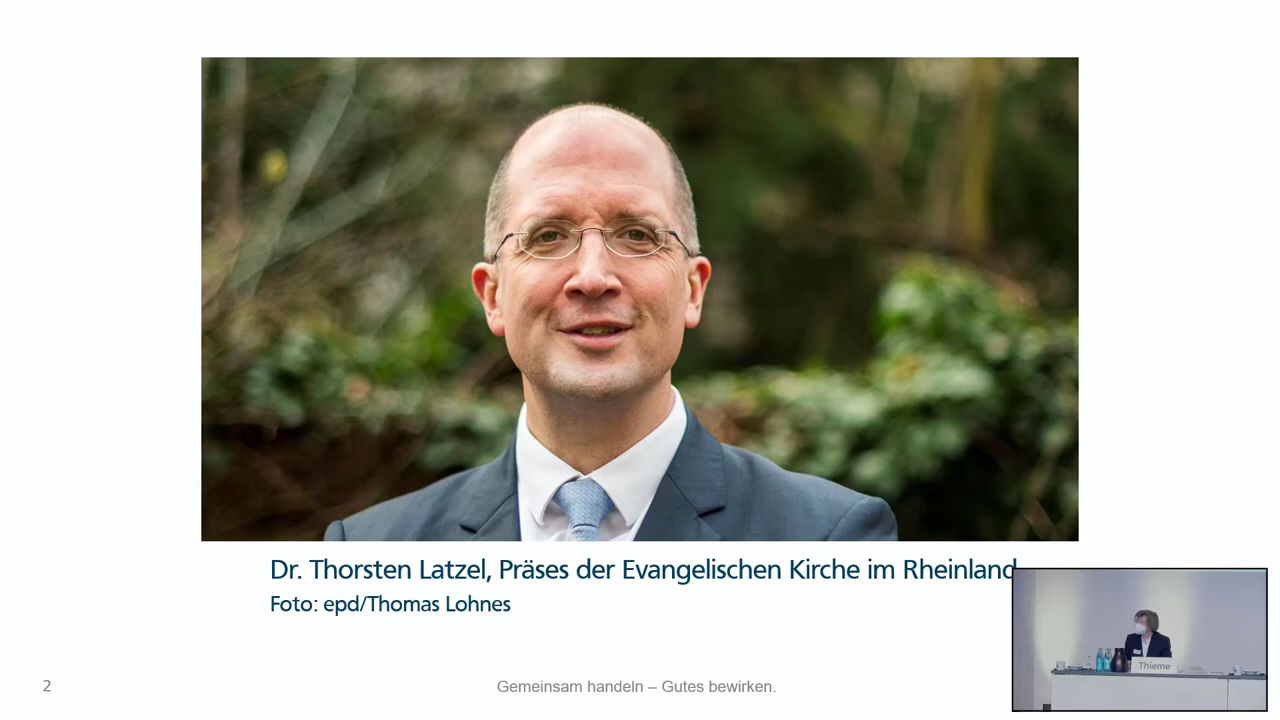 Dr. Thorsten Latzel, Präses der Evangelischen Kirche im Rheinland
Foto: epd/Thomas Lohnes
Thieme
2
Gemeinsam handeln – Gutes bewirken.